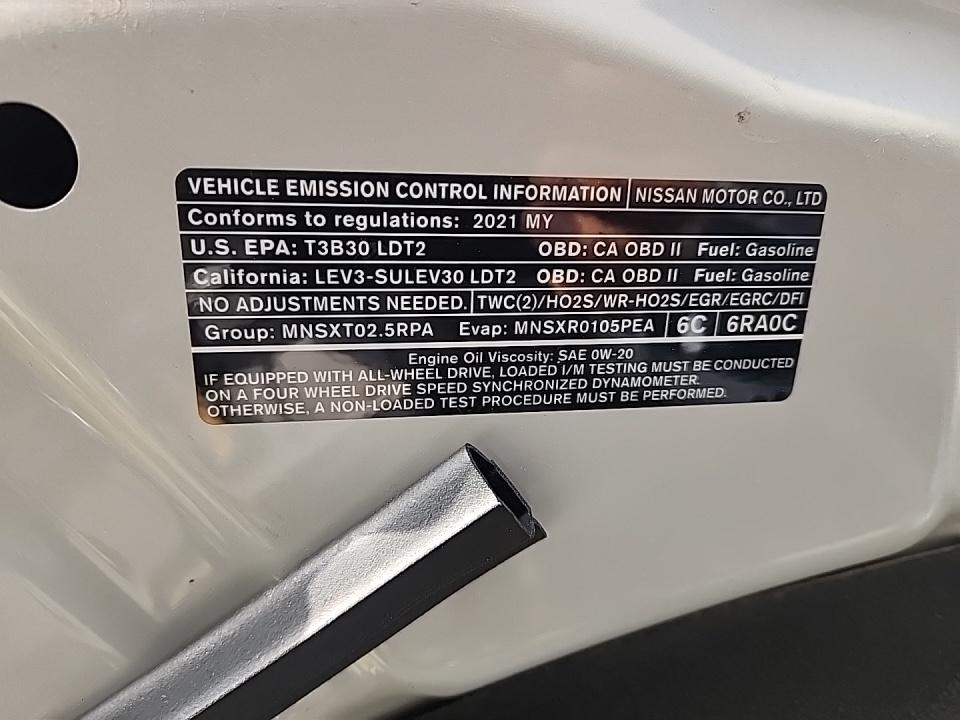 VEHICLE EMISSION CONTROL INFORMATION NISSAN MOTOR CO., LTD
Conforms to regulations: 2021 MY
U.S. EPA: T3B30 LDT2 OBD: CA OBD II Fuel: Gasoline
California: LEV3-SULEV30 LDT2 OBD: CA OBD II Fuel: Gasoline
NO ADJUSTMENTS NEEDED. TWC(2)/HO2S/WR-HO2S/EGR/EGRC/DFI
Group: MNSXT02.5RPA Evap: MNSXR0105PEA 6C 6RA0C
Engine Oil Viscosity: SAE 0W-20
IF EQUIPPED WITH ALL-WHEEL DRIVE, LOADED I/M TESTING MUST BE CONDUCTED
ON A FOUR WHEEL DRIVE SPEED SYNCHRONIZED DYNAMOMETER.
OTHERWISE, A NON-LOADED TEST PROCEDURE MUST BE PERFORMED.